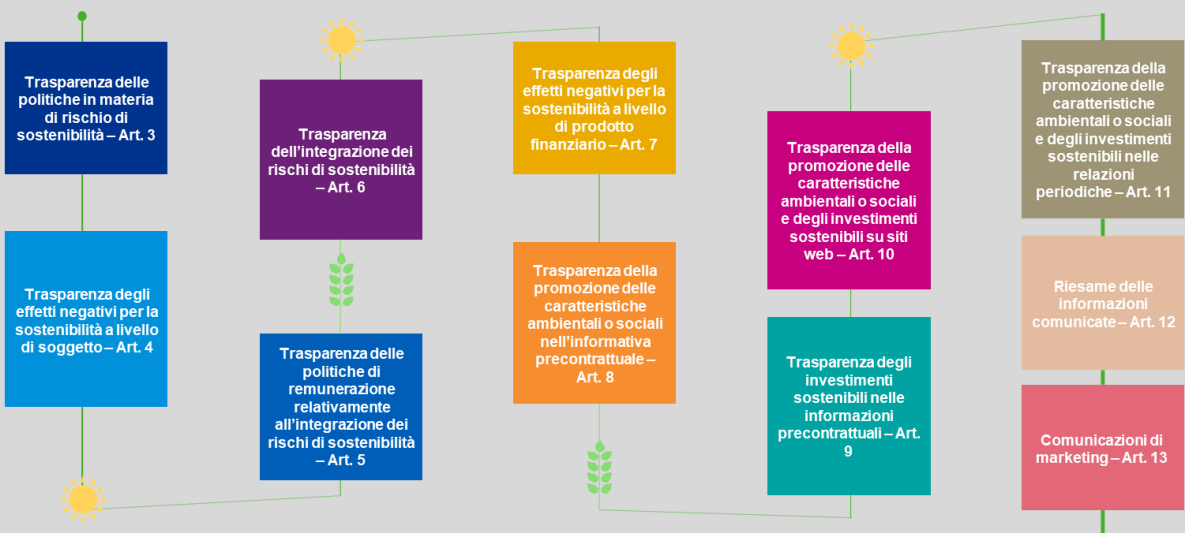 Trasparenza delle
politiche in materia
di rischio di
sostenibilità – Art. 3
Trasparenza degli
effetti negativi per la
sostenibilità a livello
di soggetto – Art. 4
Trasparenza delle
politiche di
remunerazione
relativamente
all’integrazione dei
rischi di sostenibilità
– Art. 5
Trasparenza
dell’integrazione dei
rischi di sostenibilità
– Art. 6
Trasparenza degli
effetti negativi per la
sostenibilità a livello
di prodotto
finanziario – Art. 7
Trasparenza della
promozione delle
caratteristiche
ambientali o sociali
nell’informativa
precontrattuale –
Art. 8
Trasparenza degli
investimenti
sostenibili nelle
informazioni
precontrattuali – Art.
9
Trasparenza della
promozione delle
caratteristiche
ambientali o sociali
e degli investimenti
sostenibili su siti
web – Art. 10
Trasparenza della
promozione delle
caratteristiche
ambientali o sociali
e degli investimenti
sostenibili nelle
relazioni
periodiche – Art. 11
Riesame delle
informazioni
comunicate – Art. 12
Comunicazioni di
marketing – Art. 13